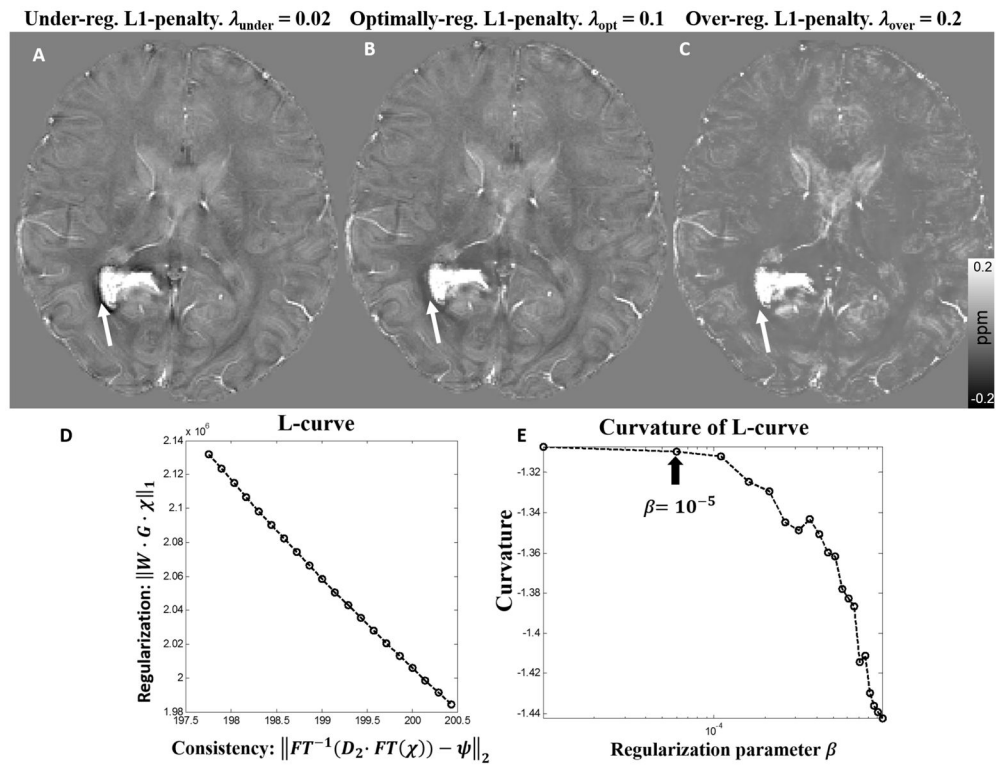 Under-reg. L1-penalty. λunder = 0.02 Optimally-reg. L1-penalty. λopt = 0.1 Over-reg. L1-penalty. λover = 0.2
A B C
0.2
ppm
-0.2
D L-curve
E Curvature of L-curve
x 10⁶
2.14
2.12
2.1
2.08
2.06
2.04
2.02
2
1.98
Regularization: ‖W · G · χ‖₁
197.5 198 198.5 199 199.5 200 200.5
Consistency: ‖FT⁻¹(D₂· FT(χ)) − ψ‖₂
-1.32
-1.34
-1.36
-1.38
-1.4
-1.42
-1.44
Curvature
β= 10⁻⁵
10⁻⁴
Regularization parameter β